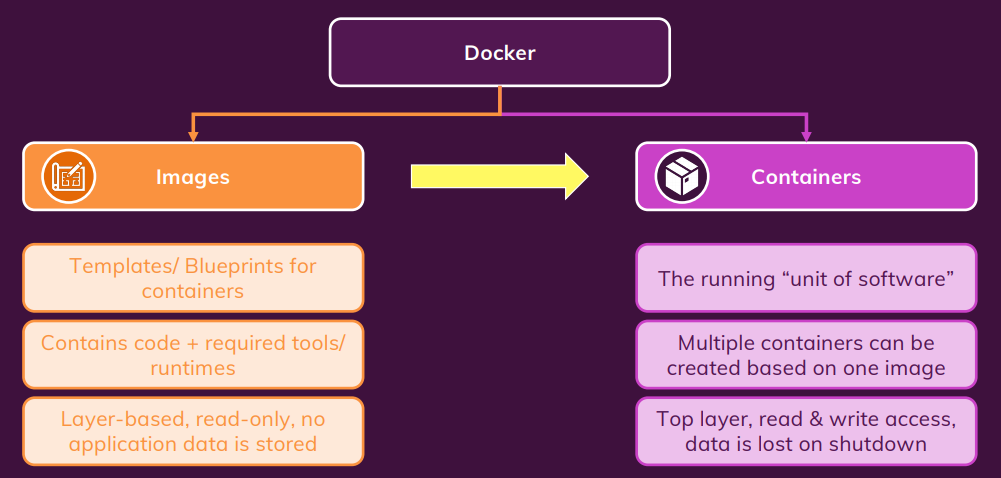 Docker
Images
Containers
Templates/ Blueprints for
containers
Contains code + required tools/
runtimes
Layer-based, read-only, no
application data is stored
The running “unit of software”
Multiple containers can be
created based on one image
Top layer, read & write access,
data is lost on shutdown